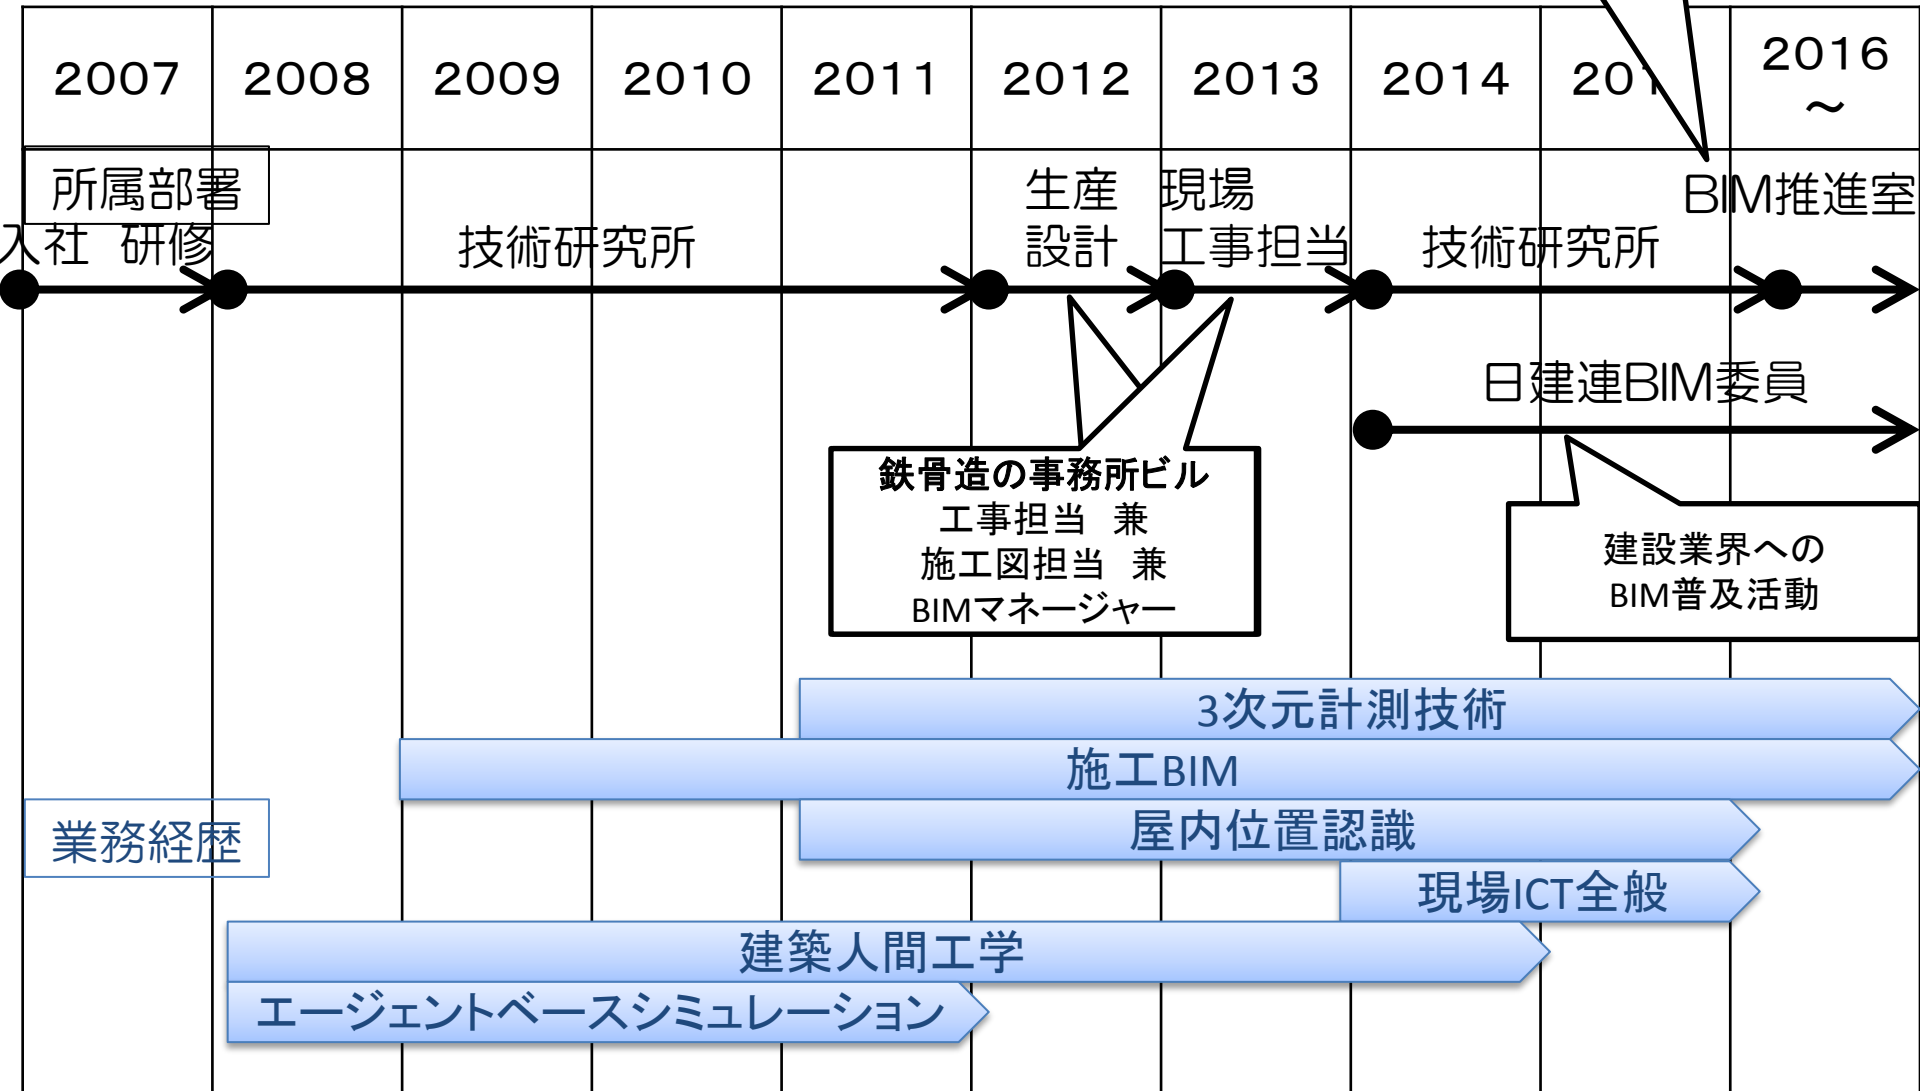 2007 2008 2009 2010 2011 2012 2013 2014 201 2016
～
所属部署
入社 研修
技術研究所
生産
設計
現場
工事担当
技術研究所
BIM推進室
日建連BIM委員
鉄骨造の事務所ビル
工事担当 兼
施工図担当 兼
BIMマネージャー
建設業界への
BIM普及活動
3次元計測技術
施工BIM
業務経歴
屋内位置認識
現場ICT全般
建築人間工学
エージェントベースシミュレーション